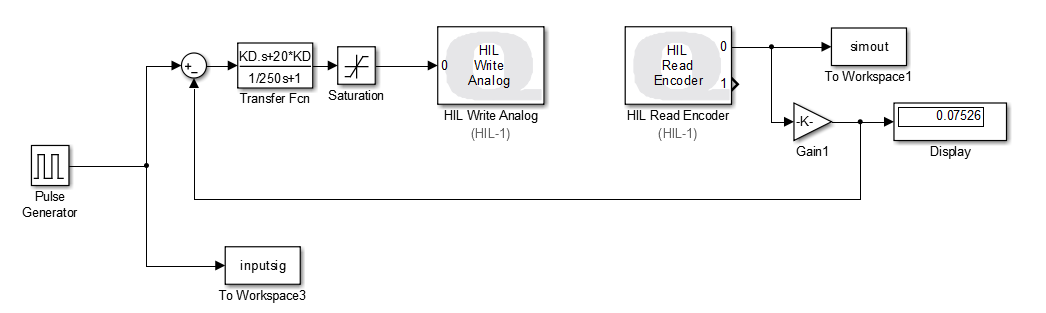 KD.s+20*KD
1/250s+1
Transfer Fcn
Saturation
0
HIL
Write
Analog
HIL Write Analog
(HIL-1)
HIL
Read
Encoder
0
1
HIL Read Encoder
(HIL-1)
simout
To Workspace1
-K-
Gain1
0.07526
Display
Pulse
Generator
inputsig
To Workspace3